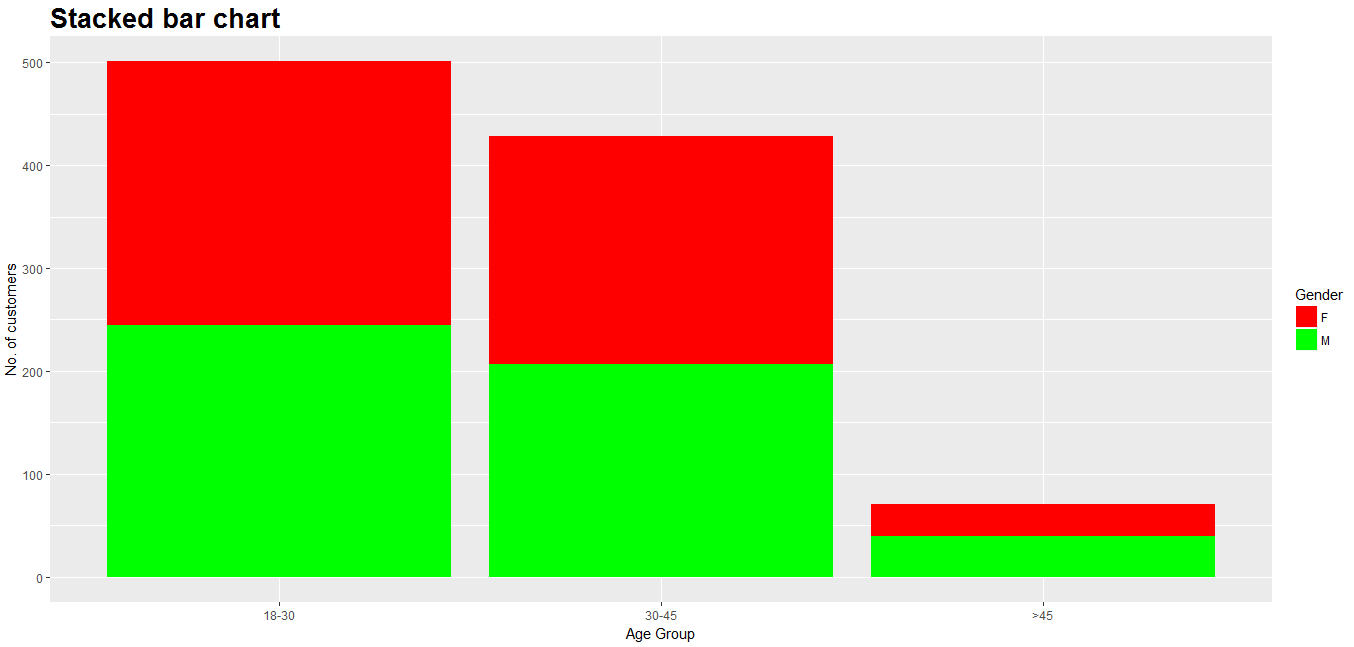 Stacked bar chart
No. of customers
500
400
300
200
100
0
18-30
30-45
>45
Age Group
Gender
F
M